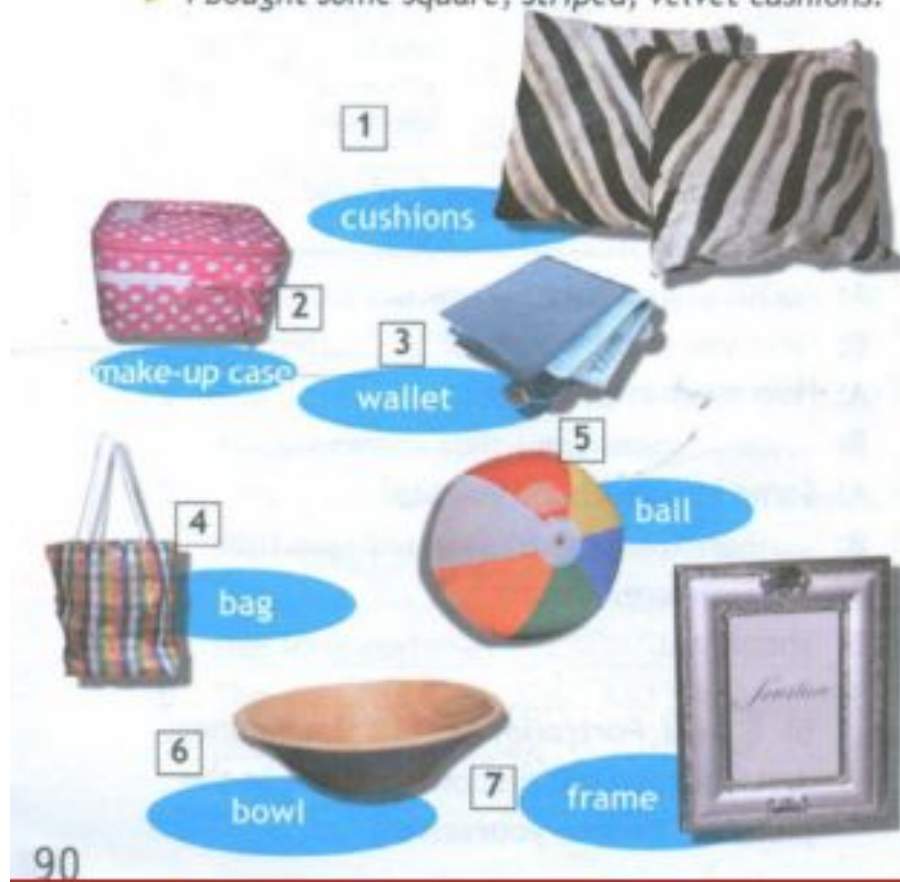 I bought some square, striped, velvet cushions.
1
cushions
2
make-up case
3
wallet
4
bag
5
ball
6
bowl
7
frame
90